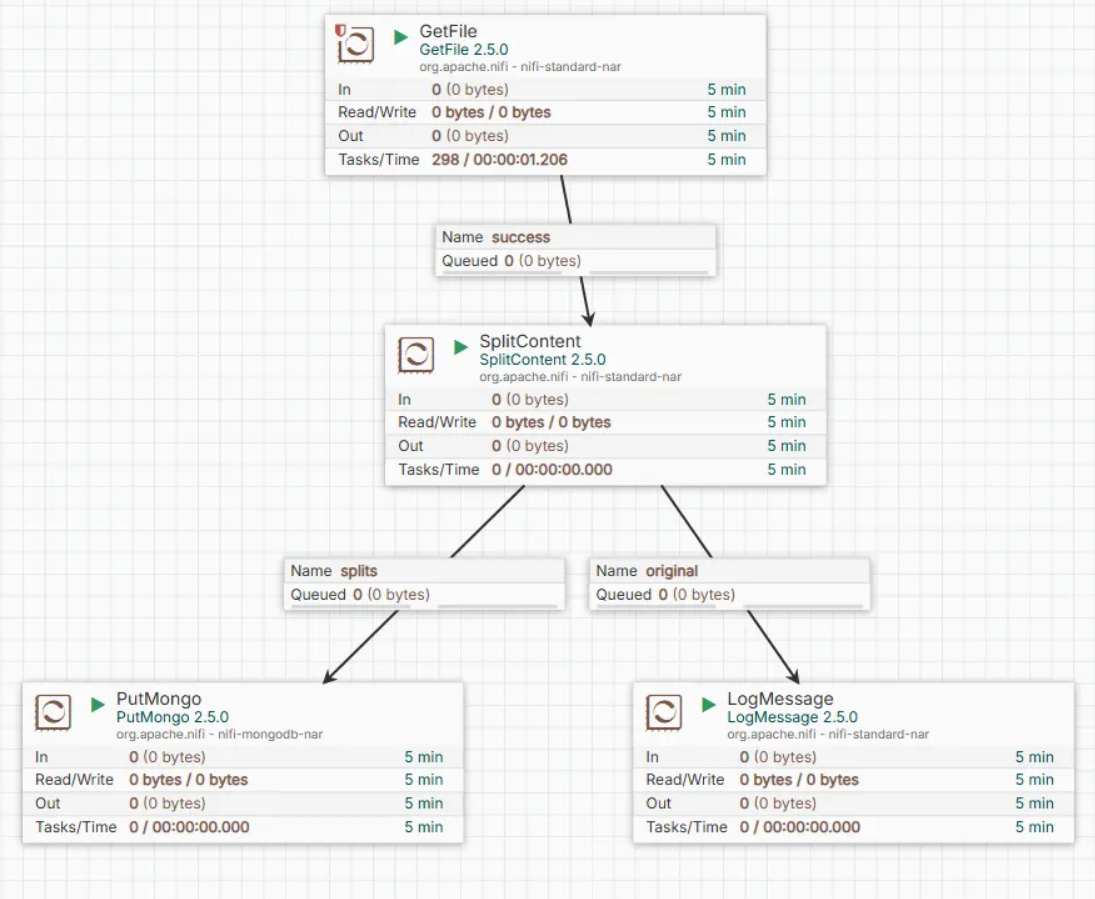 GetFile
GetFile 2.5.0
org.apache.nifi - nifi-standard-nar
In 0 (0 bytes) 5 min
Read/Write 0 bytes / 0 bytes 5 min
Out 0 (0 bytes) 5 min
Tasks/Time 298 / 00:00:01.206 5 min
Name success
Queued 0 (0 bytes)
SplitContent
SplitContent 2.5.0
org.apache.nifi - nifi-standard-nar
In 0 (0 bytes) 5 min
Read/Write 0 bytes / 0 bytes 5 min
Out 0 (0 bytes) 5 min
Tasks/Time 0 / 00:00:00.000 5 min
Name splits
Queued 0 (0 bytes)
Name original
Queued 0 (0 bytes)
PutMongo
PutMongo 2.5.0
org.apache.nifi - nifi-mongodb-nar
In 0 (0 bytes) 5 min
Read/Write 0 bytes / 0 bytes 5 min
Out 0 (0 bytes) 5 min
Tasks/Time 0 / 00:00:00.000 5 min
LogMessage
LogMessage 2.5.0
org.apache.nifi - nifi-standard-nar
In 0 (0 bytes) 5 min
Read/Write 0 bytes / 0 bytes 5 min
Out 0 (0 bytes) 5 min
Tasks/Time 0 / 00:00:00.000 5 min